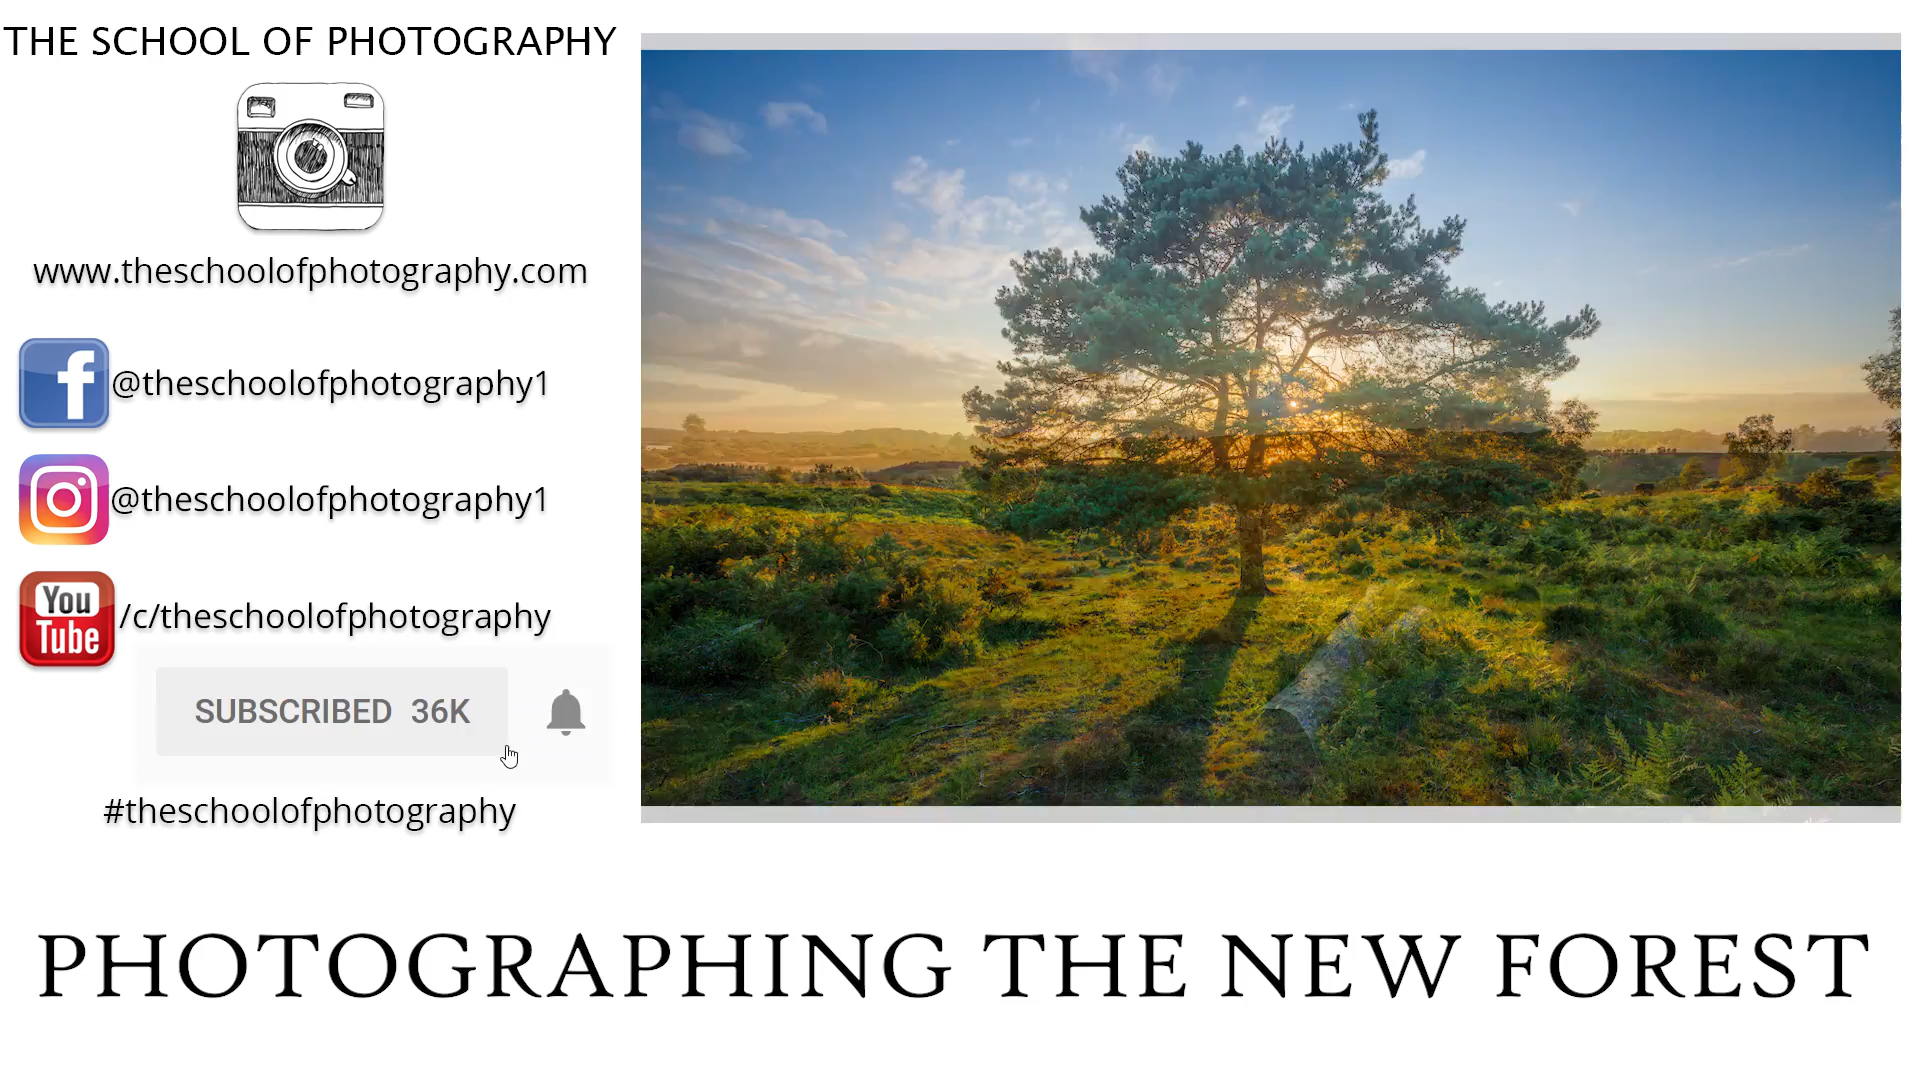 THE SCHOOL OF PHOTOGRAPHY
www.theschoolofphotography.com
@theschoolofphotography1
@theschoolofphotography1
You Tube /c/theschoolofphotography
SUBSCRIBED 36K
#theschoolofphotography
PHOTOGRAPHING THE NEW FOREST